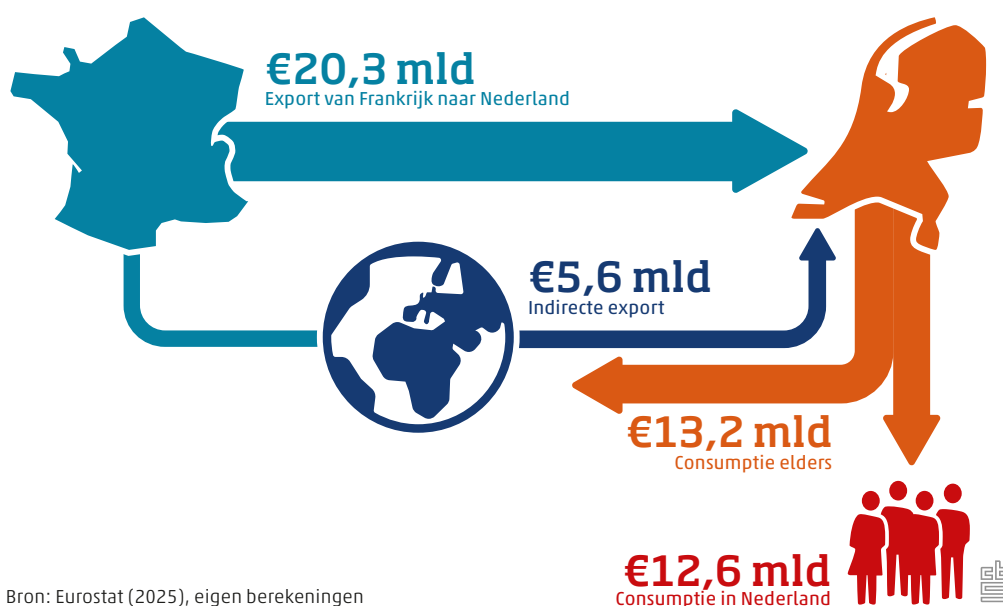 €20,3 mld
Export van Frankrijk naar Nederland
€5,6 mld
Indirecte export
€13,2 mld
Consumptie elders
€12,6 mld
Consumptie in Nederland
Bron: Eurostat (2025), eigen berekeningen